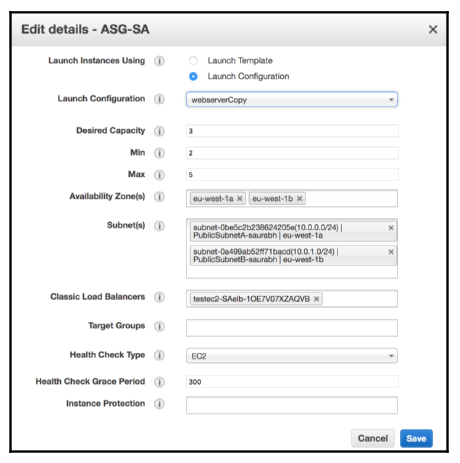 Edit details - ASG-SA ×
Launch Instances Using i Launch Template
Launch Configuration
Launch Configuration i webserverCopy
Desired Capacity i 3
Min i 2
Max i 5
Availability Zone(s) i eu-west-1a × eu-west-1b ×
Subnet(s) i subnet-0be5c2b238624205e(10.0.0.0/24) | ×
PublicSubnetA-saurabh | eu-west-1a
subnet-0a499ab52ff71bacd(10.0.1.0/24) | ×
PublicSubnetB-saurabh | eu-west-1b
Classic Load Balancers i testec2-SAelb-1OE7V07XZAQVB ×
Target Groups i
Health Check Type i EC2
Health Check Grace Period i 300
Instance Protection i
Cancel Save